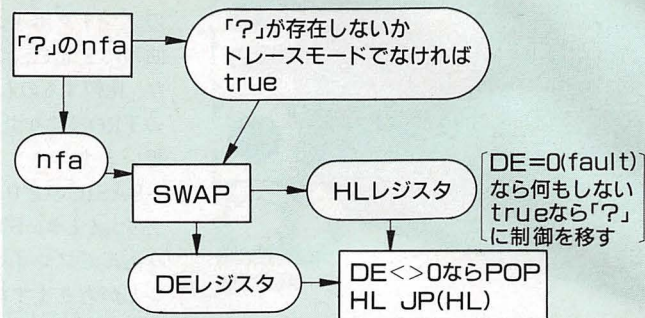 「?」のnfa
「?」が存在しないか
トレースモードでなければ
true
nfa
SWAP
HLレジスタ
DE=0(fault)
なら何もしない
trueなら「?」
に制御を移す
DEレジスタ
DE<>0ならPOP
HL JP(HL)